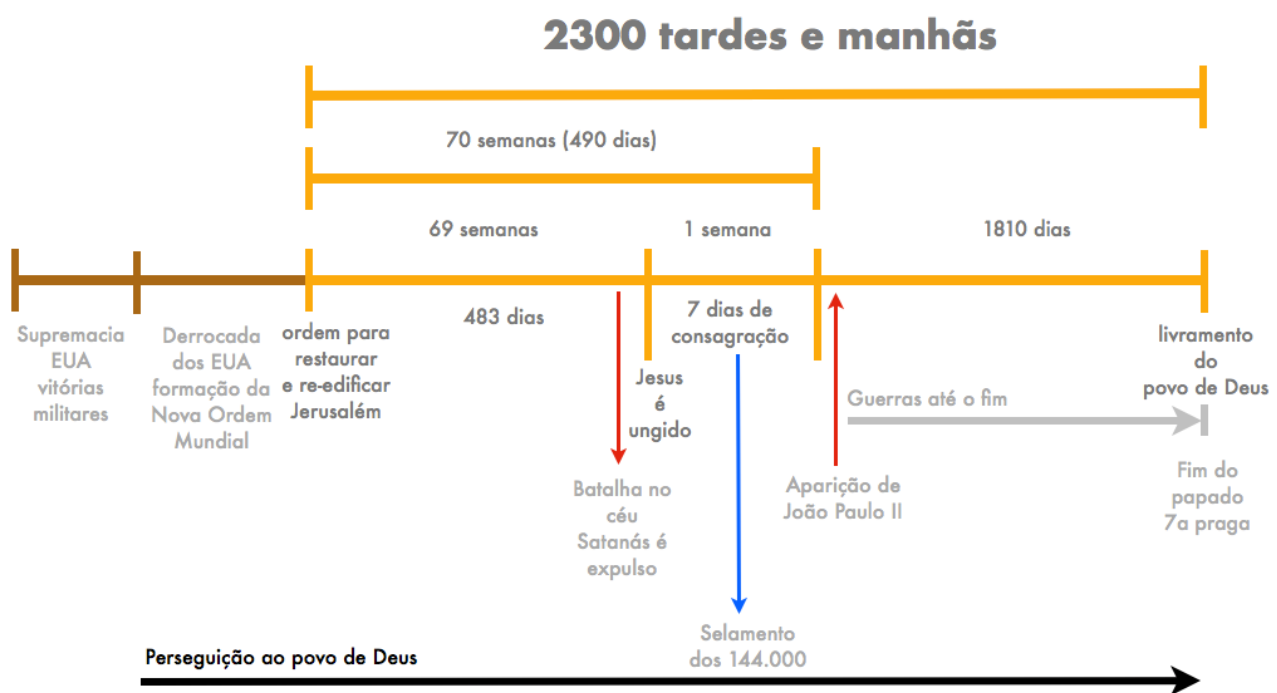 2300 tardes e manhãs
70 semanas (490 dias)
69 semanas
1 semana
1810 dias
483 dias
7 dias de
consagração
Supremacia
EUA
vitórias
militares
Derrocada
dos EUA
formação da
Nova Ordem
Mundial
ordem para
restaurar
e re-edificar
Jerusalém
Jesus
é
ungido
livramento
do
povo de Deus
Guerras até o fim
Batalha no
céu
Satanás é
expulso
Aparição de
João Paulo II
Fim do
papado
7a praga
Selamento
dos 144.000
Perseguição ao povo de Deus